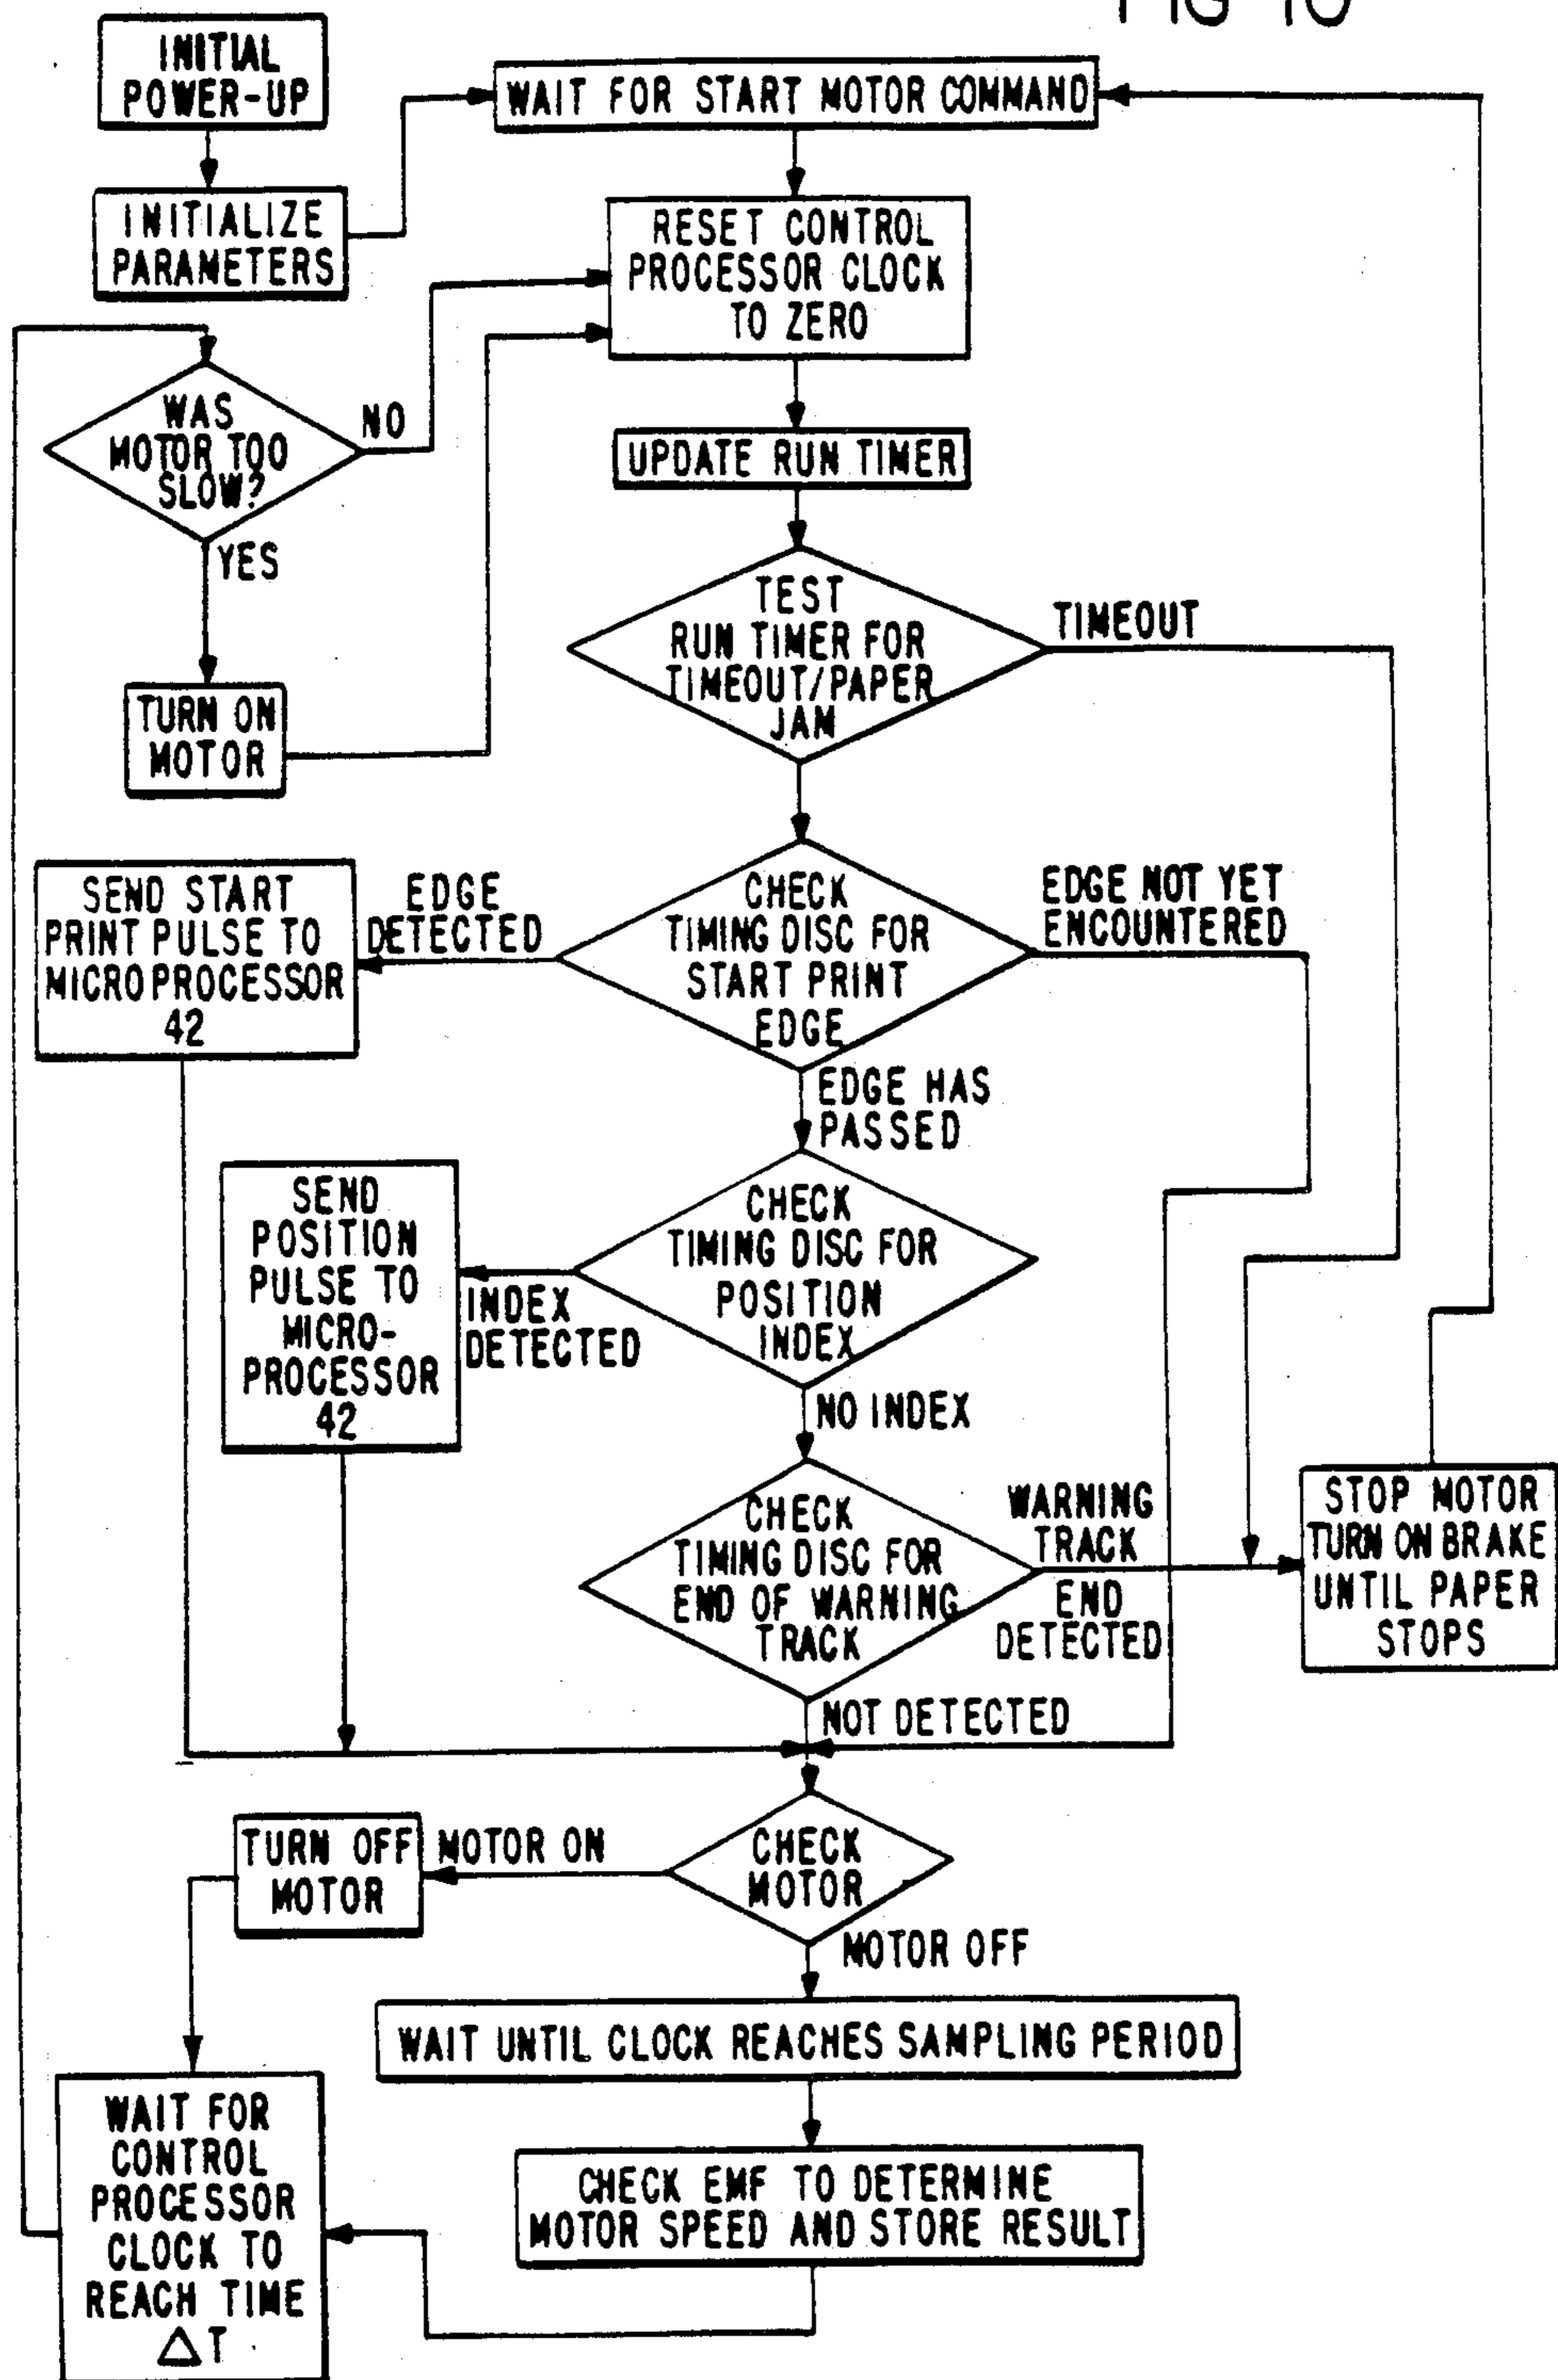 FIG 10
INITIAL
POWER-UP
WAIT FOR START MOTOR COMMAND
INITIALIZE
PARAMETERS
RESET CONTROL
PROCESSOR CLOCK
TO ZERO
WAS
MOTOR TOO
SLOW?
NO
YES
UPDATE RUN TIMER
TURN ON
MOTOR
TEST
RUN TIMER FOR
TIMEOUT/PAPER
JAM
TIMEOUT
SEND START
PRINT PULSE TO
MICROPROCESSOR
42
EDGE
DETECTED
CHECK
TIMING DISC FOR
START PRINT
EDGE
EDGE NOT YET
ENCOUNTERED
EDGE HAS
PASSED
SEND
POSITION
PULSE TO
MICRO-
PROCESSOR
42
INDEX
DETECTED
CHECK
TIMING DISC FOR
POSITION
INDEX
NO INDEX
CHECK
TIMING DISC FOR
END OF WARNING
TRACK
WARNING
TRACK
END
DETECTED
STOP MOTOR
TURN ON BRAKE
UNTIL PAPER
STOPS
NOT DETECTED
TURN OFF
MOTOR
MOTOR ON
CHECK
MOTOR
MOTOR OFF
WAIT UNTIL CLOCK REACHES SAMPLING PERIOD
WAIT FOR
CONTROL
PROCESSOR
CLOCK TO
REACH TIME
△T
CHECK EMF TO DETERMINE
MOTOR SPEED AND STORE RESULT